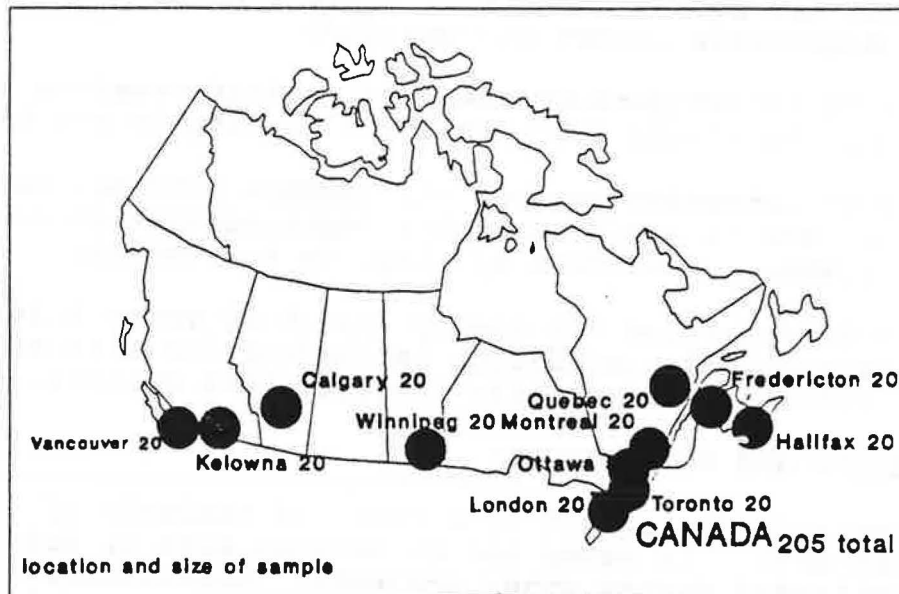 Calgary 20
Quebec 20
Fredericton 20
Vancouver 20
Kelowna 20
Winnipeg 20
Montreal 20
Halifax 20
Ottawa
London 20
Toronto 20
CANADA 205 total
location and size of sample